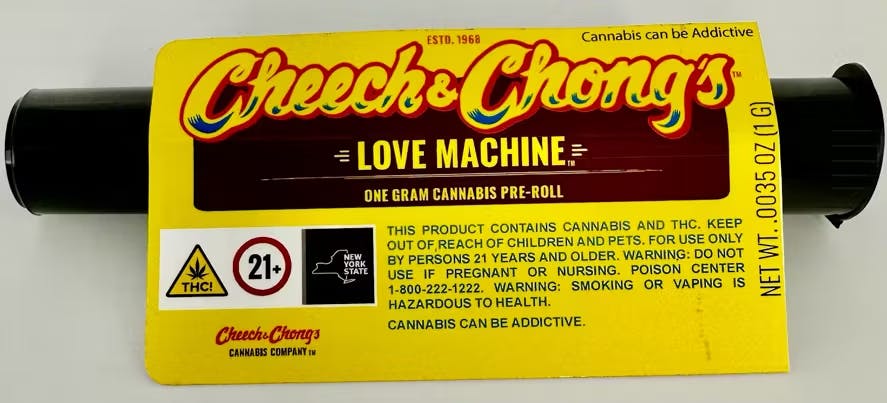 ESTD. 1968
Cannabis can be Addictive
Cheech & Chong's TM
LOVE MACHINE TM
ONE GRAM CANNABIS PRE-ROLL
NET WT. .0035 OZ (1 G)
THC!
21+
NEW
YORK
STATE
THIS PRODUCT CONTAINS CANNABIS AND THC. KEEP
OUT OF REACH OF CHILDREN AND PETS. FOR USE ONLY
BY PERSONS 21 YEARS AND OLDER. WARNING: DO NOT
USE IF PREGNANT OR NURSING. POISON CENTER
1-800-222-1222. WARNING: SMOKING OR VAPING IS
HAZARDOUS TO HEALTH.
CANNABIS CAN BE ADDICTIVE.
Cheech & Chong's
CANNABIS COMPANY TM